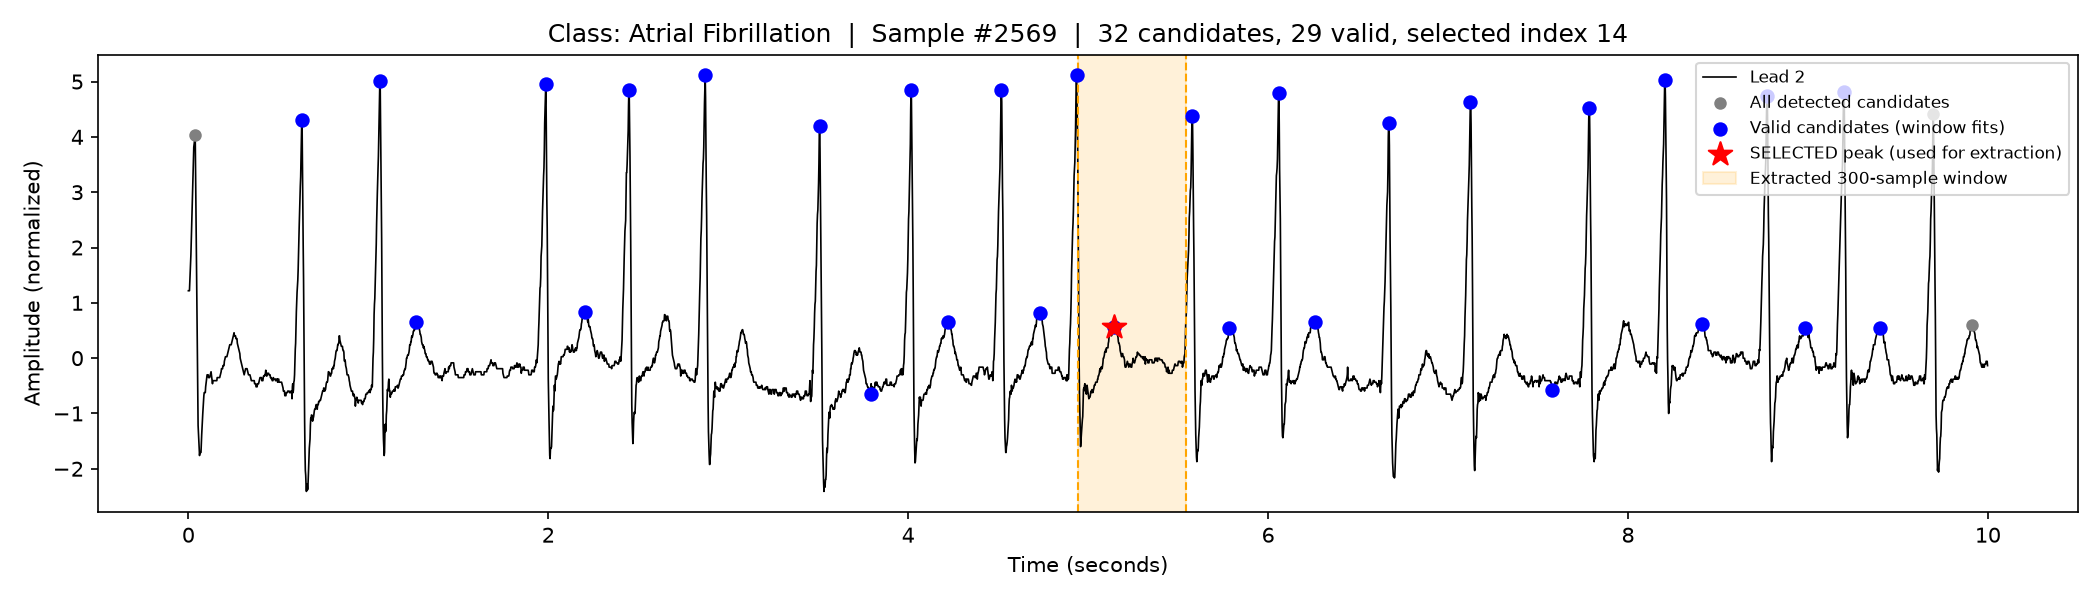 Class: Atrial Fibrillation | Sample #2569 | 32 candidates, 29 valid, selected index 14
Amplitude (normalized)
5
4
3
2
1
0
−1
−2
Lead 2
All detected candidates
Valid candidates (window fits)
SELECTED peak (used for extraction)
Extracted 300-sample window
0 2 4 6 8 10
Time (seconds)